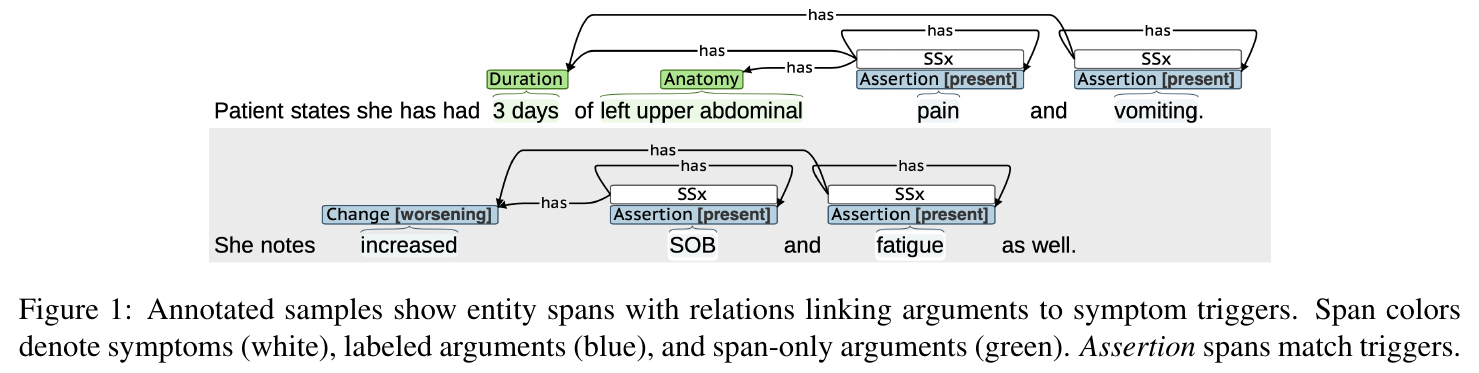 has
has has
has
has
Duration Anatomy SSx SSx
Assertion [present] Assertion [present]
Patient states she has had 3 days of left upper abdominal pain and vomiting.
has
has has
has
SSx SSx
Change [worsening] Assertion [present] Assertion [present]
She notes increased SOB and fatigue as well.
Figure 1: Annotated samples show entity spans with relations linking arguments to symptom triggers. Span colors
denote symptoms (white), labeled arguments (blue), and span-only arguments (green). Assertion spans match triggers.